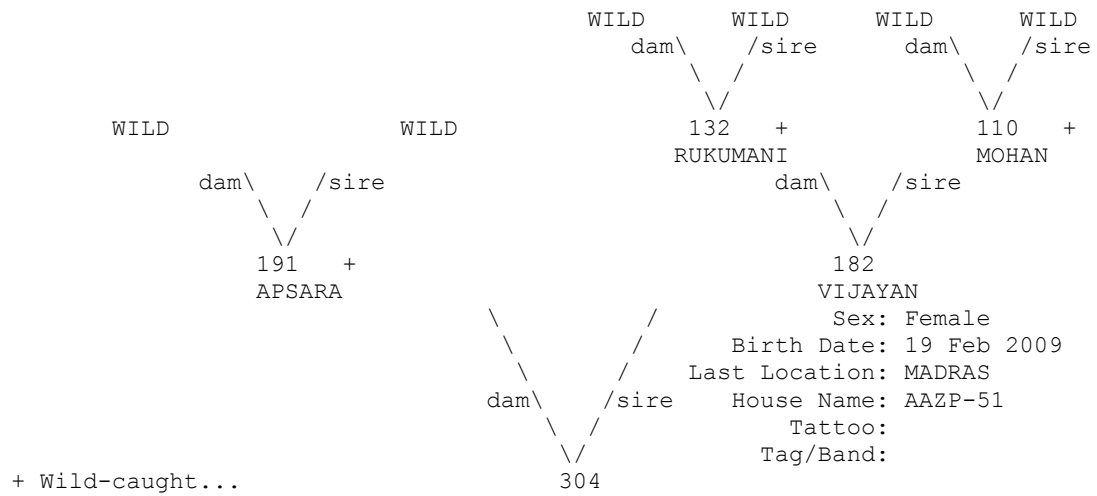 WILD WILD WILD WILD
dam\ /sire dam\ /sire
\ / \ /
\/ \/
WILD WILD 132 + 110 +
RUKUMANI MOHAN
dam\ /sire dam\ /sire
\ / \ /
\/ \/
191 + 182
APSARA VIJAYAN
\ / Sex: Female
\ / Birth Date: 19 Feb 2009
\ / Last Location: MADRAS
dam\ /sire House Name: AAZP-51
\ / Tattoo:
\/ Tag/Band:
+ Wild-caught... 304